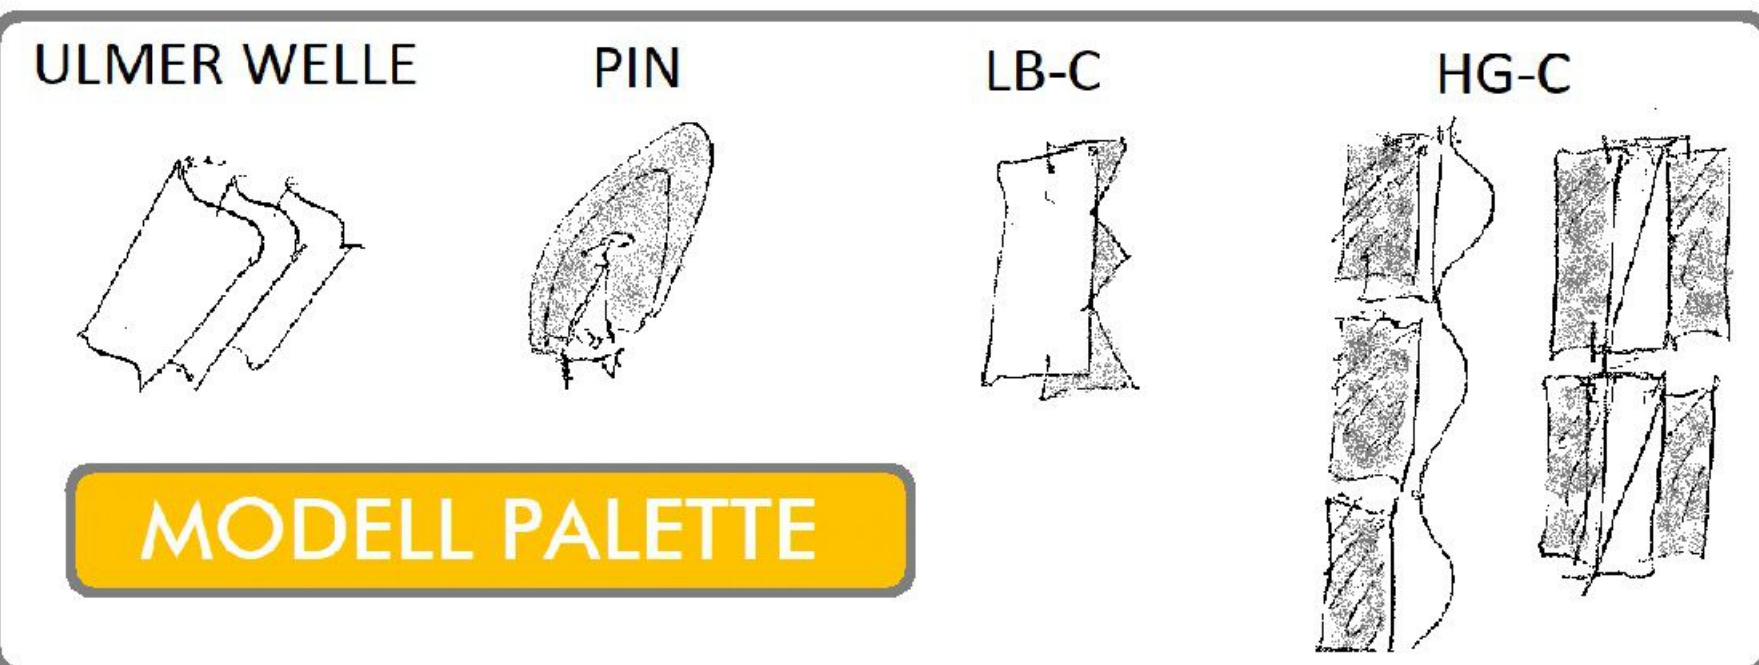 ULMER WELLE
PIN
LB-C
HG-C
MODELL PALETTE